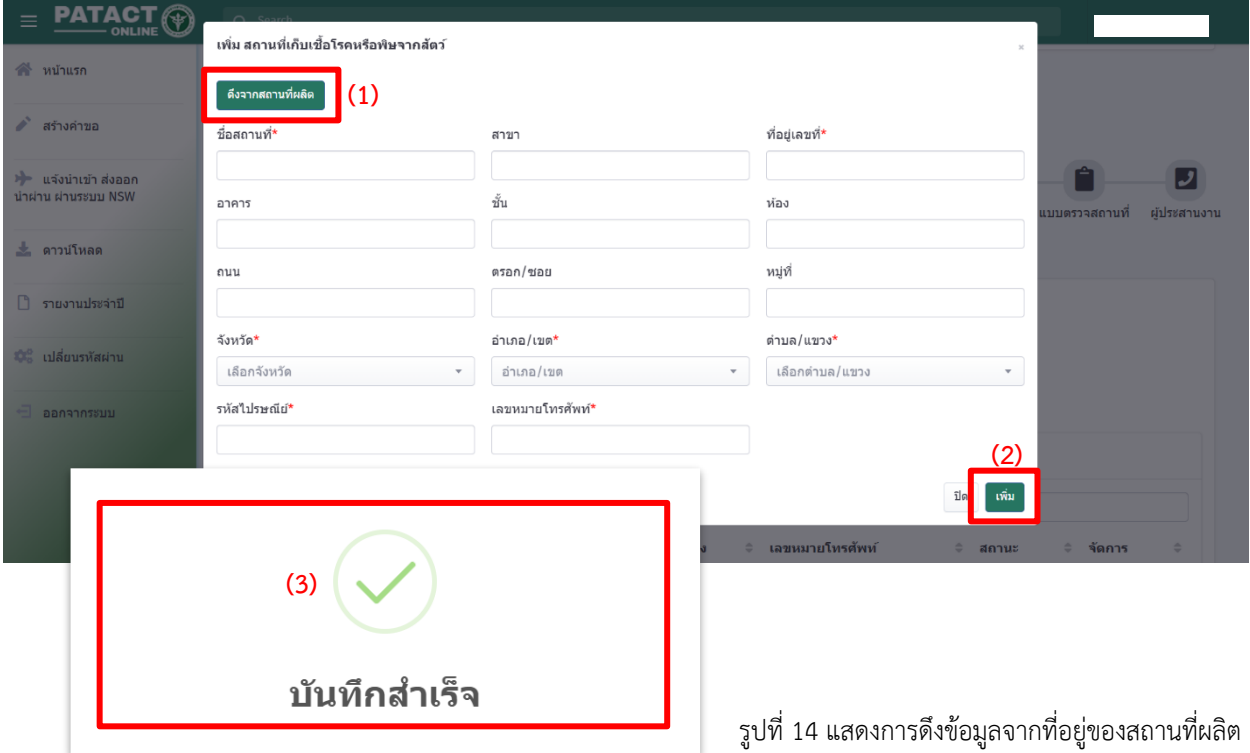 PATACT
ONLINE
Search
เพิ่ม สถานที่เก็บเชื้อโรคหรือพิษจากสัตว์
×
หน้าแรก
สร้างคำขอ
แจ้งนำเข้า ส่งออก
นำผ่าน ผ่านระบบ NSW
ดาวน์โหลด
รายงานประจำปี
เปลี่ยนรหัสผ่าน
ออกจากระบบ
ดึงจากสถานที่ผลิต
(1)
ชื่อสถานที่* สาขา ที่อยู่เลขที่*
อาคาร ชั้น ห้อง
ถนน ตรอก/ซอย หมู่ที่
จังหวัด* อำเภอ/เขต* ตำบล/แขวง*
เลือกจังหวัด อำเภอ/เขต เลือกตำบล/แขวง
รหัสไปรษณีย์* เลขหมายโทรศัพท์*
แบบตรวจสถานที่ ผู้ประสานงาน
(2)
ปิด เพิ่ม
เลขหมายโทรศัพท์ สถานะ จัดการ
(3)
บันทึกสำเร็จ
รูปที่ 14 แสดงการดึงข้อมูลจากที่อยู่ของสถานที่ผลิต